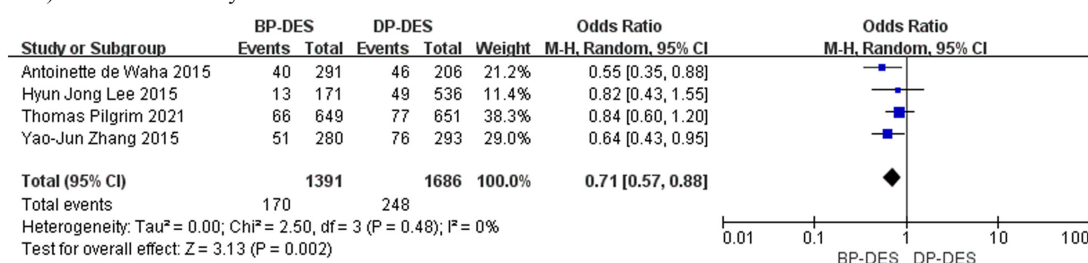 BP-DES DP-DES Odds Ratio Odds Ratio
Study or Subgroup Events Total Events Total Weight M-H, Random, 95% CI M-H, Random, 95% CI
Antoinette de Waha 2015 40 291 46 206 21.2% 0.55 [0.35, 0.88]
Hyun Jong Lee 2015 13 171 49 536 11.4% 0.82 [0.43, 1.55]
Thomas Pilgrim 2021 66 649 77 651 38.3% 0.84 [0.60, 1.20]
Yao-Jun Zhang 2015 51 280 76 293 29.0% 0.64 [0.43, 0.95]
Total (95% CI) 1391 1686 100.0% 0.71 [0.57, 0.88]
Total events 170 248
Heterogeneity: Tau² = 0.00; Chi² = 2.50, df = 3 (P = 0.48); I² = 0%
Test for overall effect: Z = 3.13 (P = 0.002)
0.01 0.1 1 10 100
BP-DES DP-DES